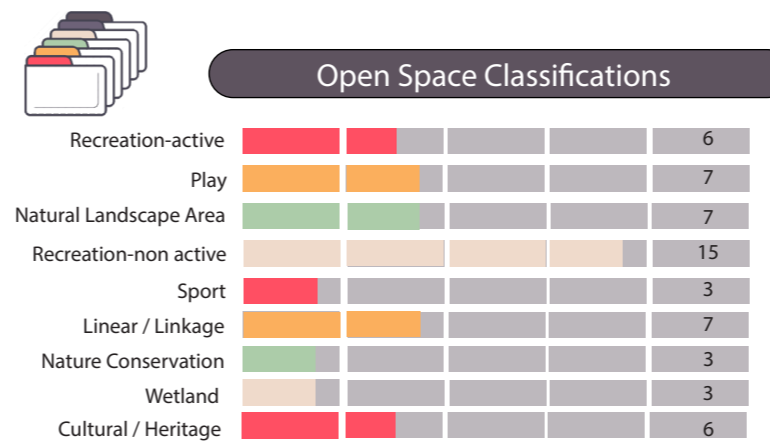 Open Space Classifications
Recreation-active 6
Play 7
Natural Landscape Area 7
Recreation-non active 15
Sport 3
Linear / Linkage 7
Nature Conservation 3
Wetland 3
Cultural / Heritage 6